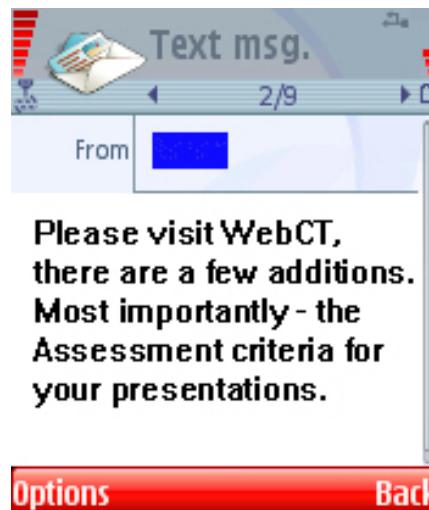 Text msg.
2/9
From
Please visit WebCT,
there are a few additions.
Most importantly - the
Assessment criteria for
your presentations.
Options
Back